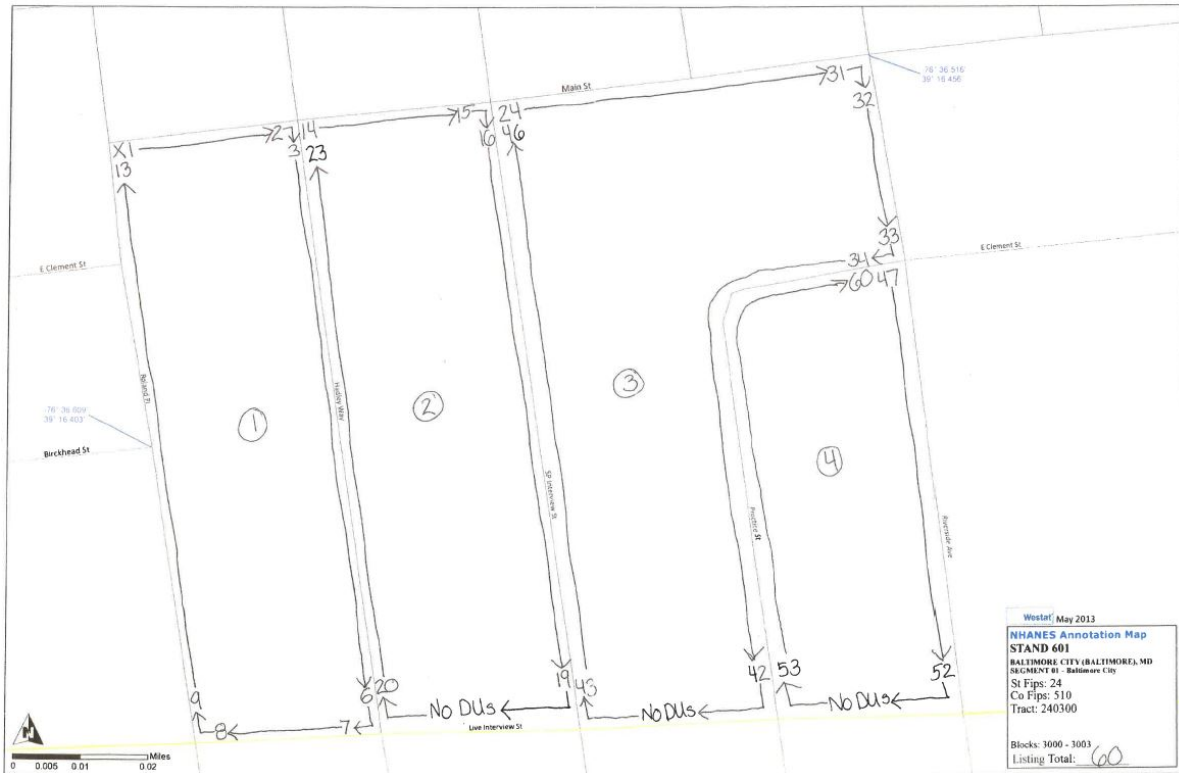 -76° 36.516'
39° 16.456'
Main St
31
32
X1
13
2
3
14
23
15
16
24
46
33
34
60 47
E Clement St
E Clement St
Roland Pl
-76° 36.609'
39° 16.403'
Birckhead St
1
2
3
4
SP Interview St
Practice St
Riverside Ave
9
8
7
6
20
No DUs
19
43
No DUs
42
53
No DUs
52
Live Interview St
N
0 0.005 0.01 0.02 Miles
Westat May 2013
NHANES Annotation Map
STAND 601
BALTIMORE CITY (BALTIMORE), MD
SEGMENT 01 - Baltimore City
St Fips: 24
Co Fips: 510
Tract: 240300
Blocks: 3000 - 3003
Listing Total: 60